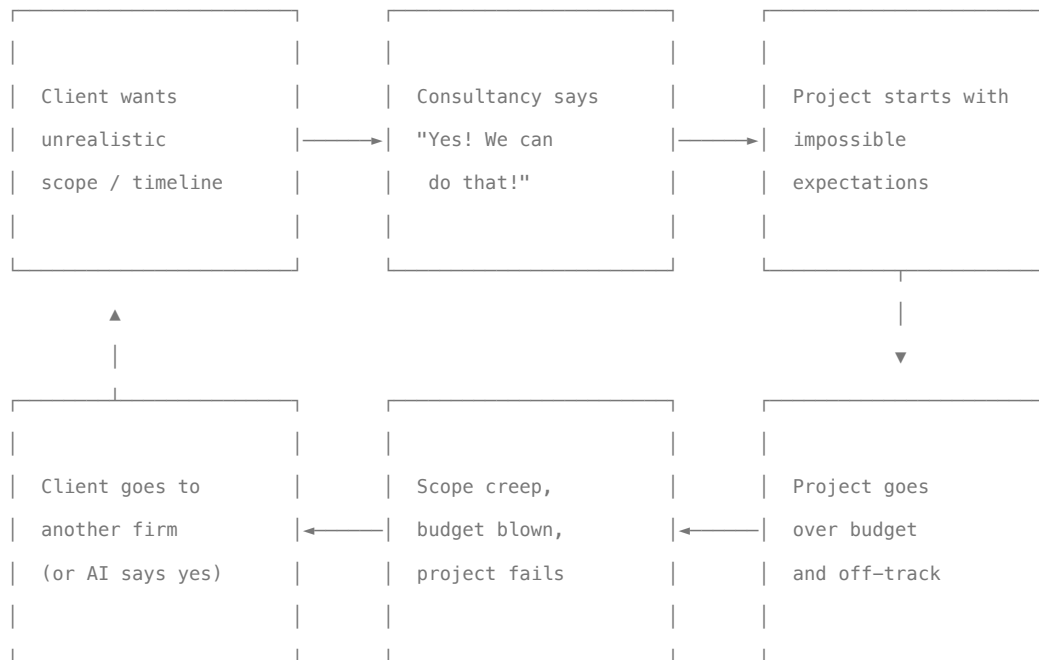 Client wants
unrealistic
scope / timeline
Consultancy says
"Yes! We can
do that!"
Project starts with
impossible
expectations
Client goes to
another firm
(or AI says yes)
Scope creep,
budget blown,
project fails
Project goes
over budget
and off-track